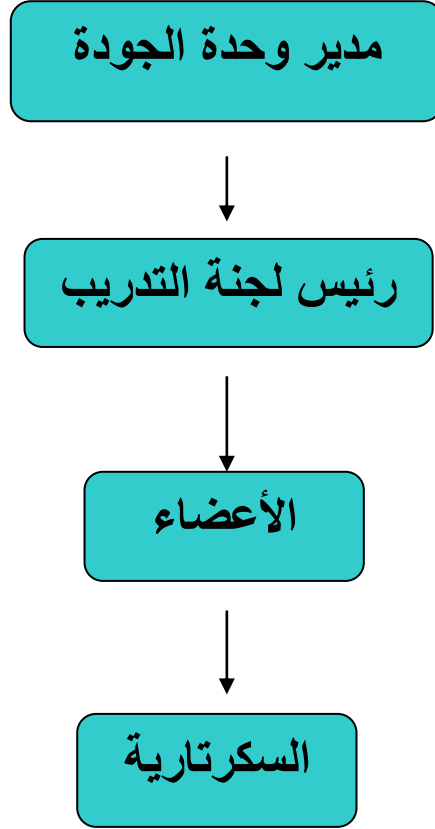 مدير وحدة الجودة
رئيس لجنة التدريب
الأعضاء
السكرتارية